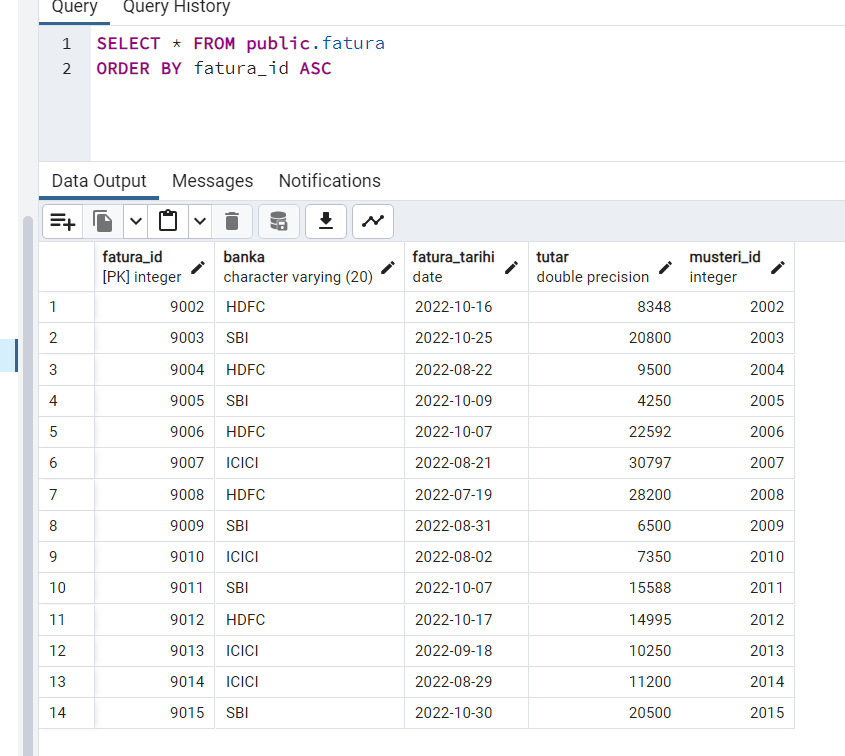 Query Query History
1 SELECT * FROM public.fatura
2 ORDER BY fatura_id ASC
Data Output Messages Notifications
fatura_id banka fatura_tarihi tutar musteri_id
[PK] integer character varying (20) date double precision integer
1 9002 HDFC 2022-10-16 8348 2002
2 9003 SBI 2022-10-25 20800 2003
3 9004 HDFC 2022-08-22 9500 2004
4 9005 SBI 2022-10-09 4250 2005
5 9006 HDFC 2022-10-07 22592 2006
6 9007 ICICI 2022-08-21 30797 2007
7 9008 HDFC 2022-07-19 28200 2008
8 9009 SBI 2022-08-31 6500 2009
9 9010 ICICI 2022-08-02 7350 2010
10 9011 SBI 2022-10-07 15588 2011
11 9012 HDFC 2022-10-17 14995 2012
12 9013 ICICI 2022-09-18 10250 2013
13 9014 ICICI 2022-08-29 11200 2014
14 9015 SBI 2022-10-30 20500 2015